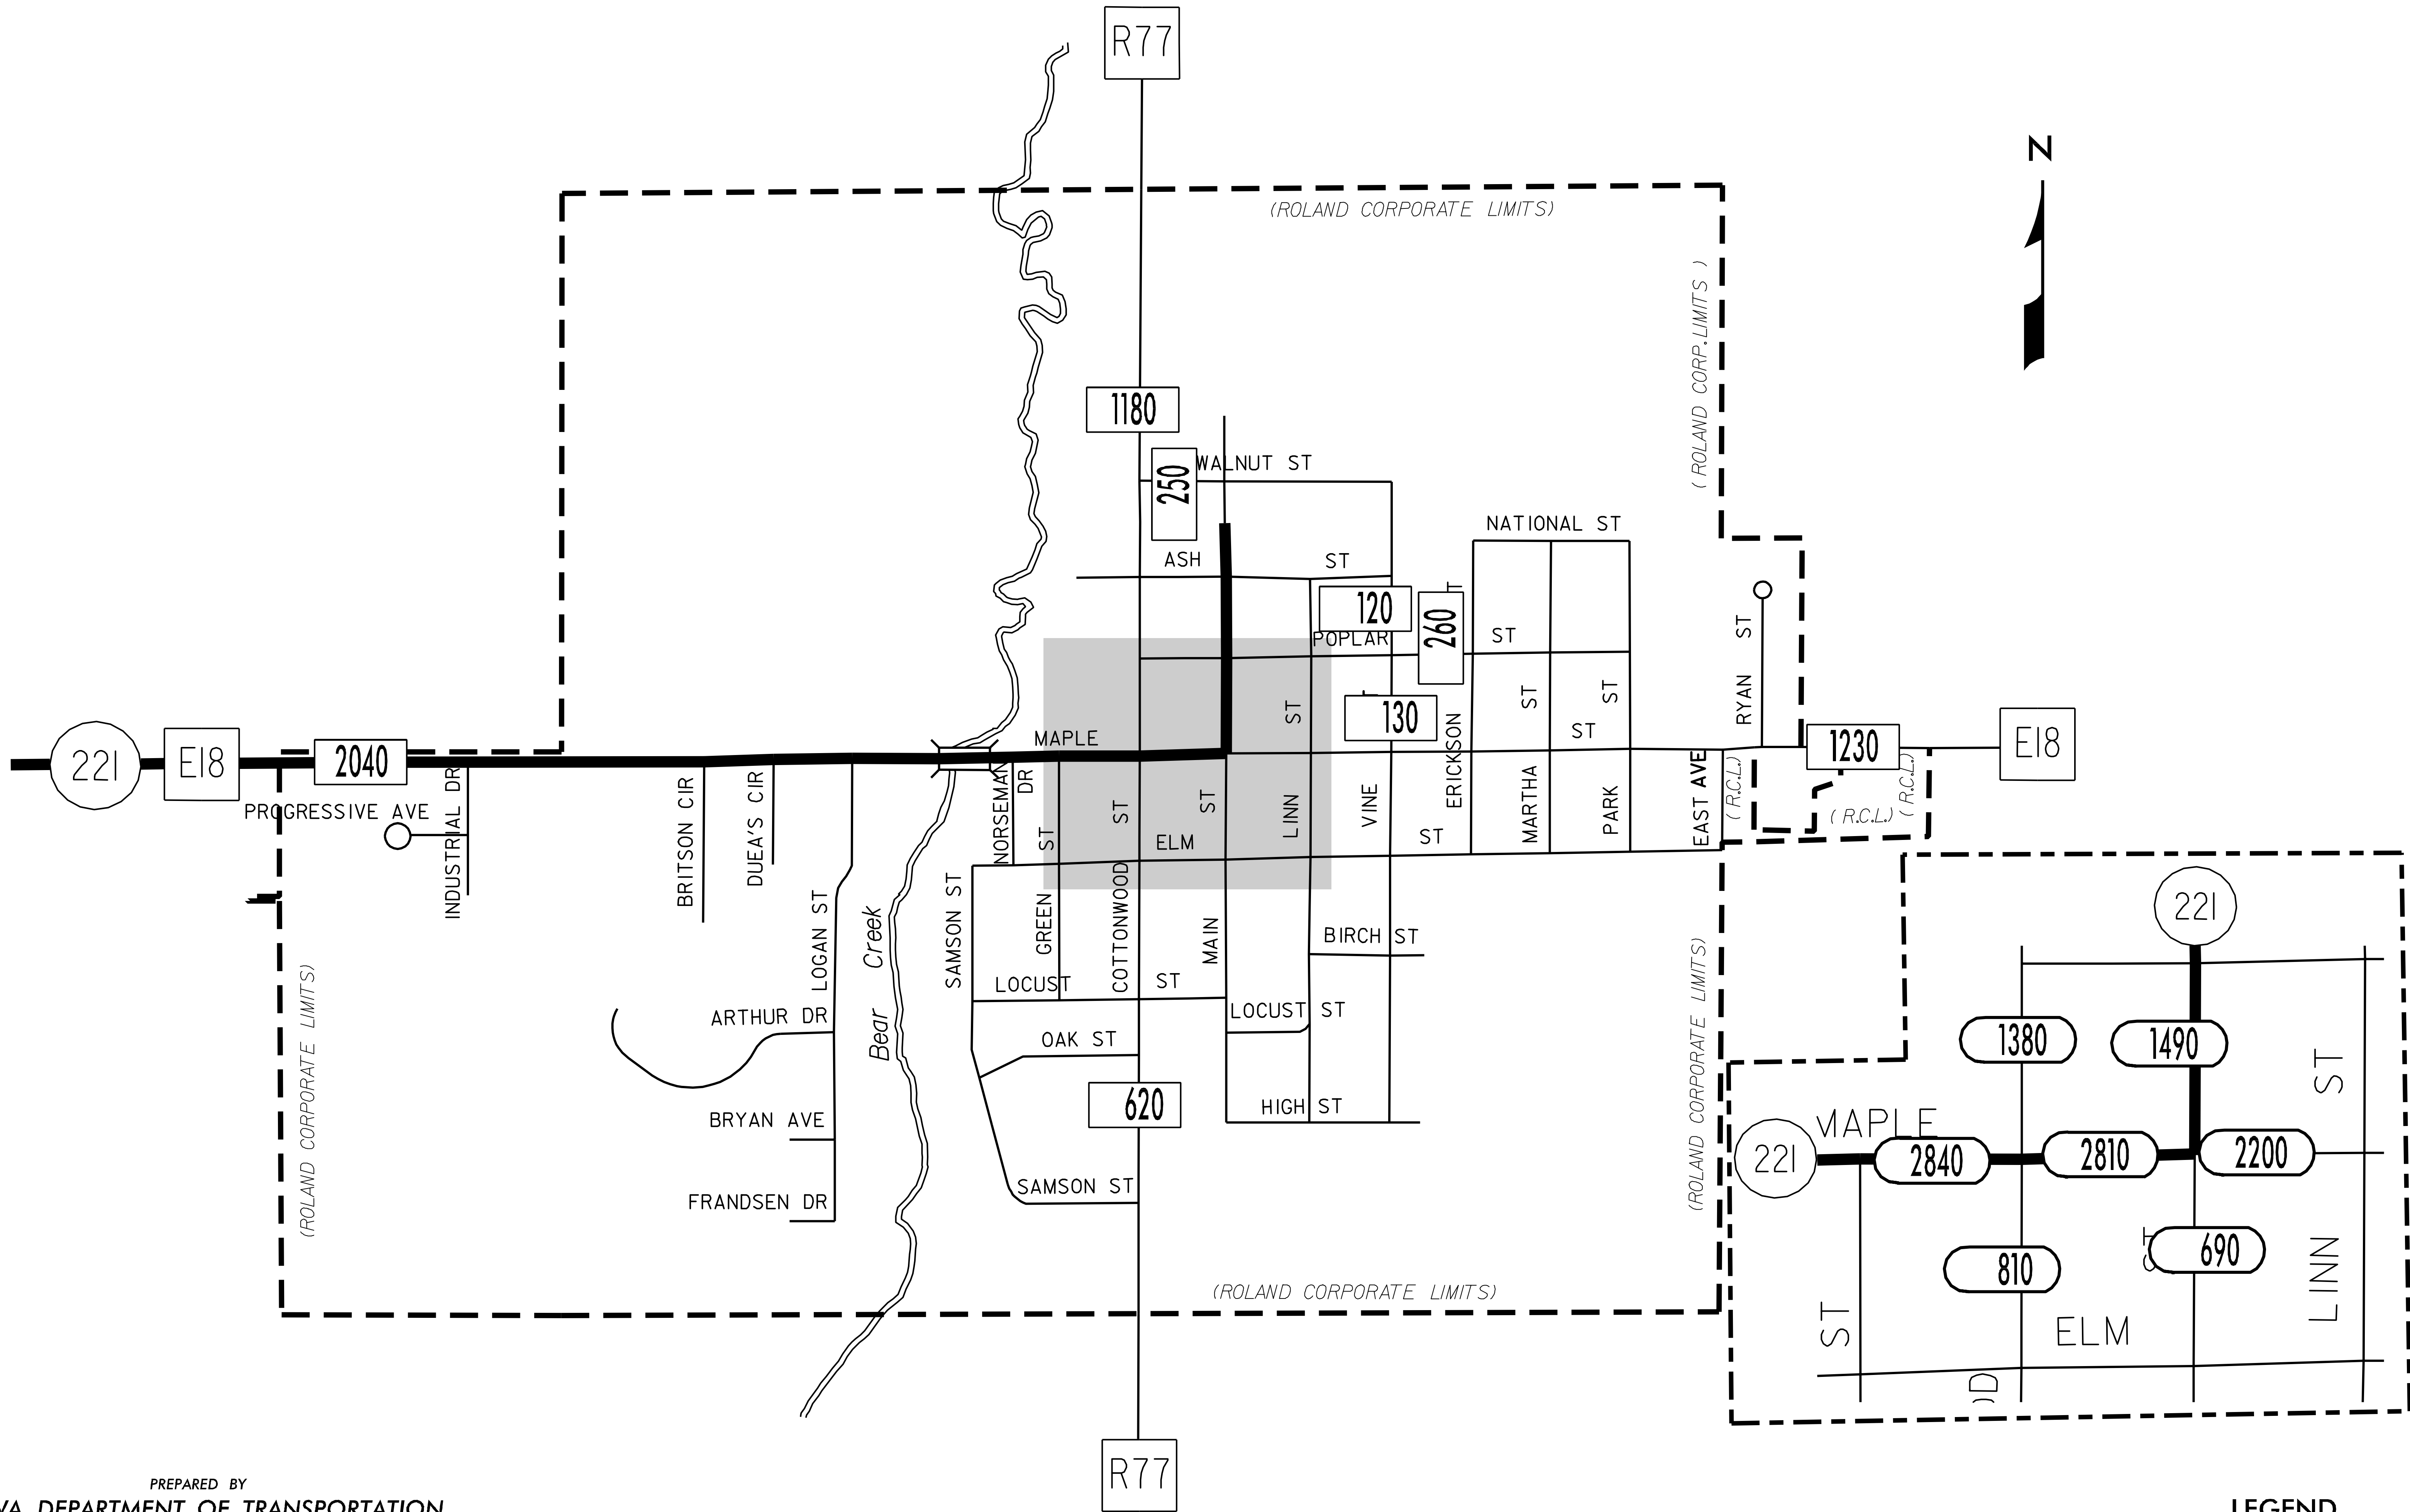 R77
N
(ROLAND CORPORATE LIMITS)
( ROLAND CORP. LIMITS )
1180
250
WALNUT ST
NATIONAL ST
ASH ST
120
260
POPLAR ST
RYAN ST
130
MAPLE ST
221
E18
2040
1230
E18
PROGRESSIVE AVE
INDUSTRIAL DR
BRITSON CIR
DUEA'S CIR
LOGAN ST
NORSEMAN DR
GREEN ST
COTTONWOOD ST
MAIN ST
LINN ST
VINE
ERICKSON
MARTHA ST
PARK ST
EAST AVE
( R.C.L.)
( R.C.L.)
( R.C.L.)
ELM ST
SAMSON ST
Bear Creek
BIRCH ST
LOCUST ST
LOCUST ST
ARTHUR DR
OAK ST
620
HIGH ST
BRYAN AVE
SAMSON ST
FRANDSEN DR
(ROLAND CORPORATE LIMITS)
(ROLAND CORPORATE LIMITS)
(ROLAND CORPORATE LIMITS)
R77
221
1380
1490
ST
MAPLE
221
2840
2810
2200
810
690
ST
ST
ELM
LINN
PREPARED BY
DEPARTMENT OF TRANSPORTATION
LEGEND